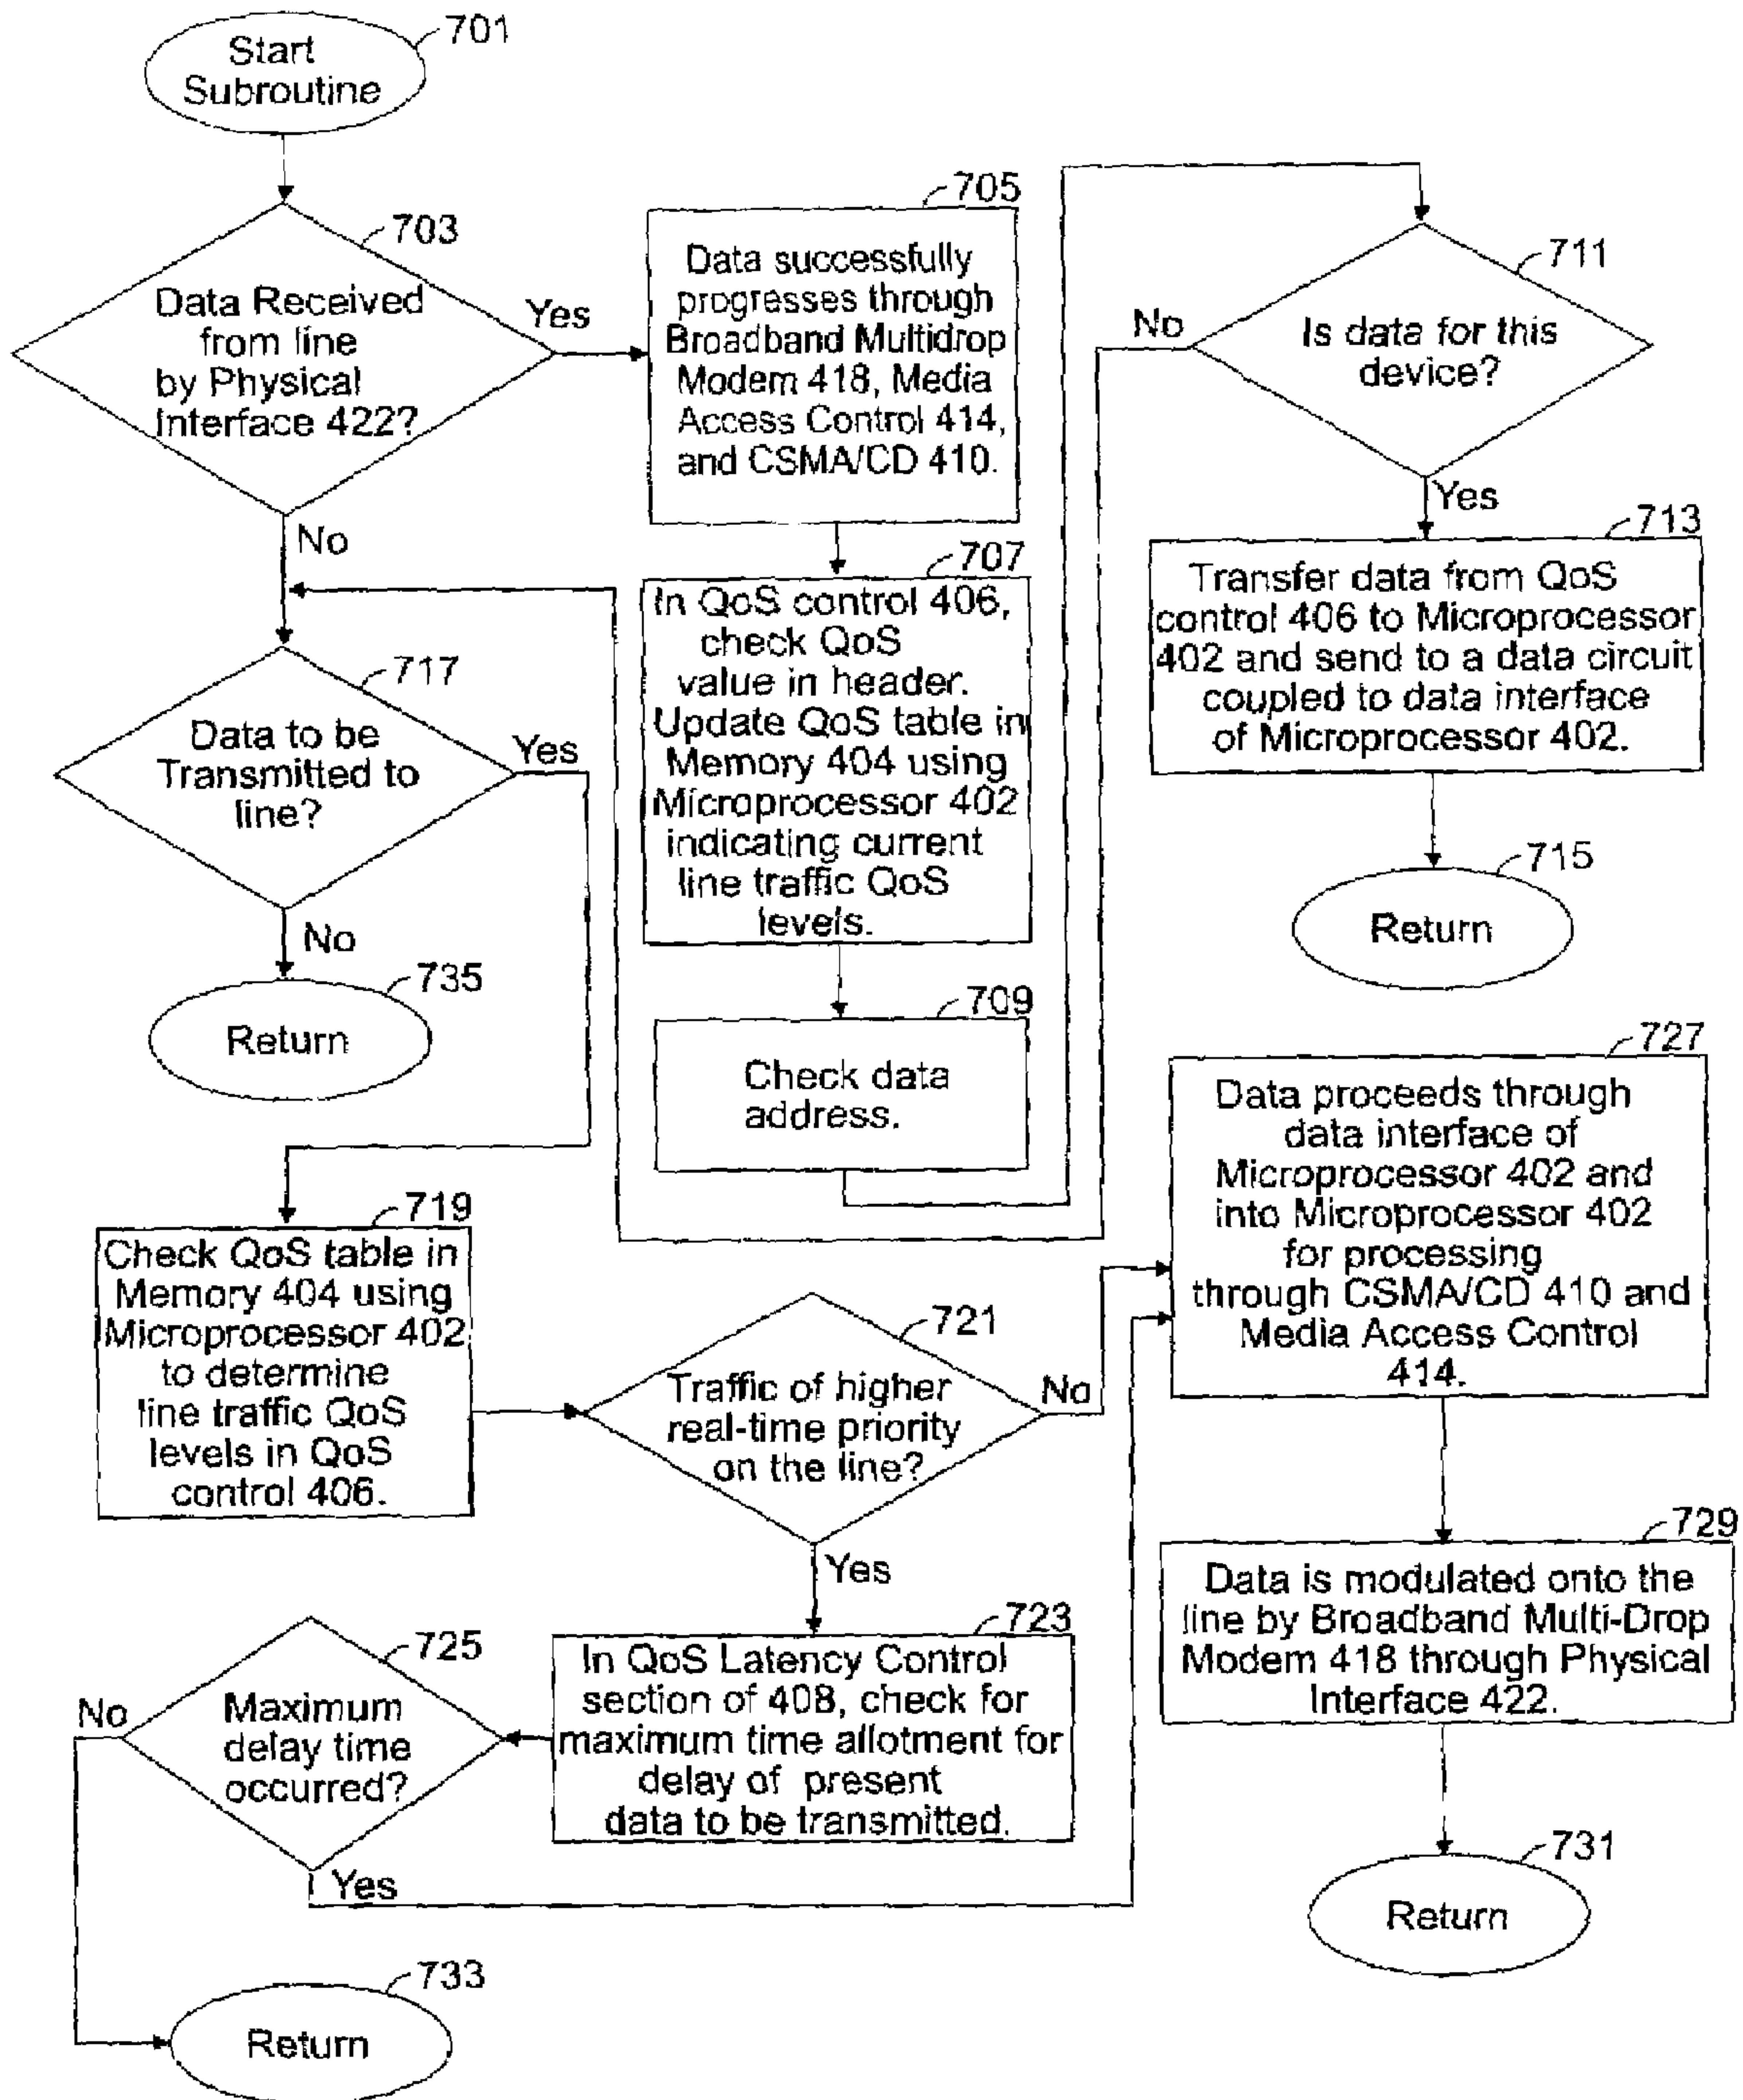 701
Start
Subroutine
703
Data Received
from line
by Physical
Interface 422?
Yes
No
705
Data successfully
progresses through
Broadband Multidrop
Modem 418, Media
Access Control 414,
and CSMA/CD 410.
707
In QoS control 406,
check QoS
value in header.
Update QoS table in
Memory 404 using
Microprocessor 402
indicating current
line traffic QoS
levels.
709
Check data
address.
711
Is data for this
device?
No
Yes
713
Transfer data from QoS
control 406 to Microprocessor
402 and send to a data circuit
coupled to data interface
of Microprocessor 402.
715
Return
717
Data to be
Transmitted to
line?
Yes
No
735
Return
719
Check QoS table in
Memory 404 using
Microprocessor 402
to determine
line traffic QoS
levels in QoS
control 406.
721
Traffic of higher
real-time priority
on the line?
No
Yes
723
In QoS Latency Control
section of 408, check for
maximum time allotment for
delay of present
data to be transmitted.
725
Maximum
delay time
occurred?
No
Yes
727
Data proceeds through
data interface of
Microprocessor 402 and
into Microprocessor 402
for processing
through CSMA/CD 410 and
Media Access Control
414.
729
Data is modulated onto the
line by Broadband Multi-Drop
Modem 418 through Physical
Interface 422.
731
Return
733
Return